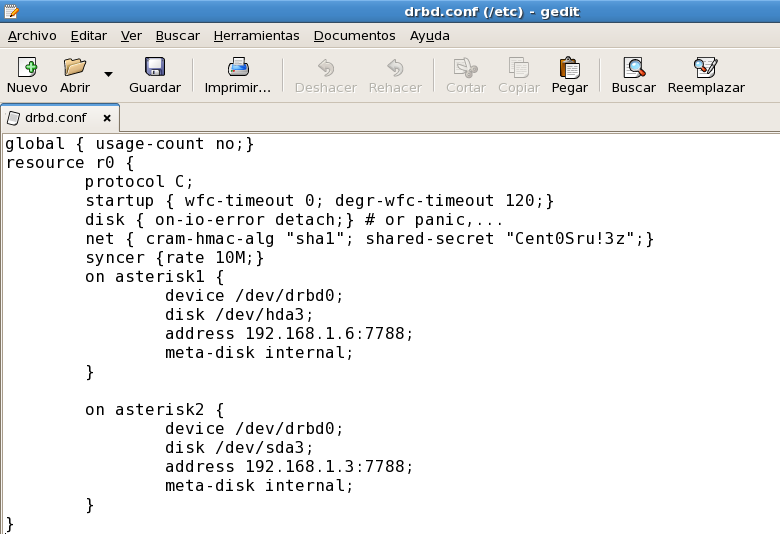 drbd.conf (/etc) - gedit
Archivo Editar Ver Buscar Herramientas Documentos Ayuda
Nuevo Abrir Guardar Imprimir... Deshacer Rehacer Cortar Copiar Pegar Buscar Reemplazar
drbd.conf ×
global { usage-count no;}
resource r0 {
        protocol C;
        startup { wfc-timeout 0; degr-wfc-timeout 120;}
        disk { on-io-error detach;} # or panic,...
        net { cram-hmac-alg "sha1"; shared-secret "Cent0Sru!3z";}
        syncer {rate 10M;}
        on asterisk1 {
                device /dev/drbd0;
                disk /dev/hda3;
                address 192.168.1.6:7788;
                meta-disk internal;
        }

        on asterisk2 {
                device /dev/drbd0;
                disk /dev/sda3;
                address 192.168.1.3:7788;
                meta-disk internal;
        }
}